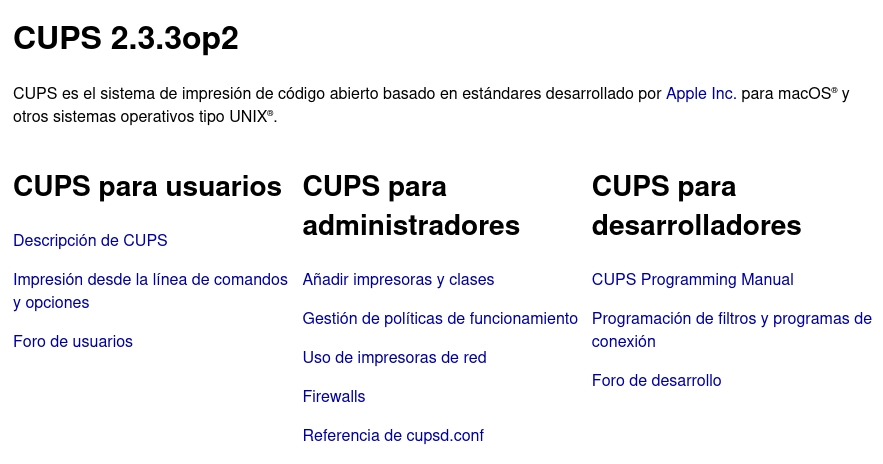 CUPS 2.3.3op2
CUPS es el sistema de impresión de código abierto basado en estándares desarrollado por Apple Inc. para macOS® y
otros sistemas operativos tipo UNIX®.
CUPS para usuarios
Descripción de CUPS
Impresión desde la línea de comandos
y opciones
Foro de usuarios
CUPS para
administradores
Añadir impresoras y clases
Gestión de políticas de funcionamiento
Uso de impresoras de red
Firewalls
Referencia de cupsd.conf
CUPS para
desarrolladores
CUPS Programming Manual
Programación de filtros y programas de
conexión
Foro de desarrollo